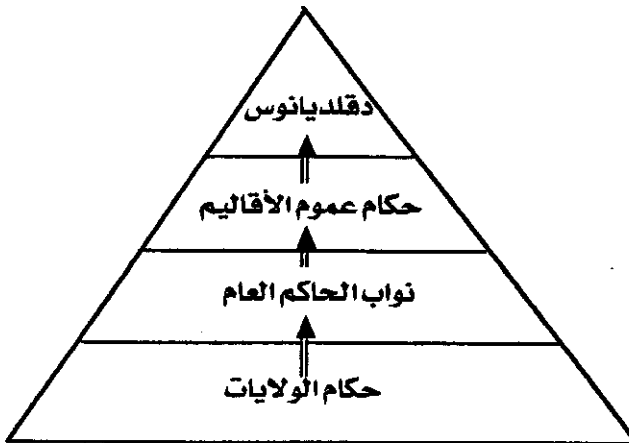 دقلديانوس
حكام عموم الأقاليم
نواب الحاكم العام
حكام الولايات